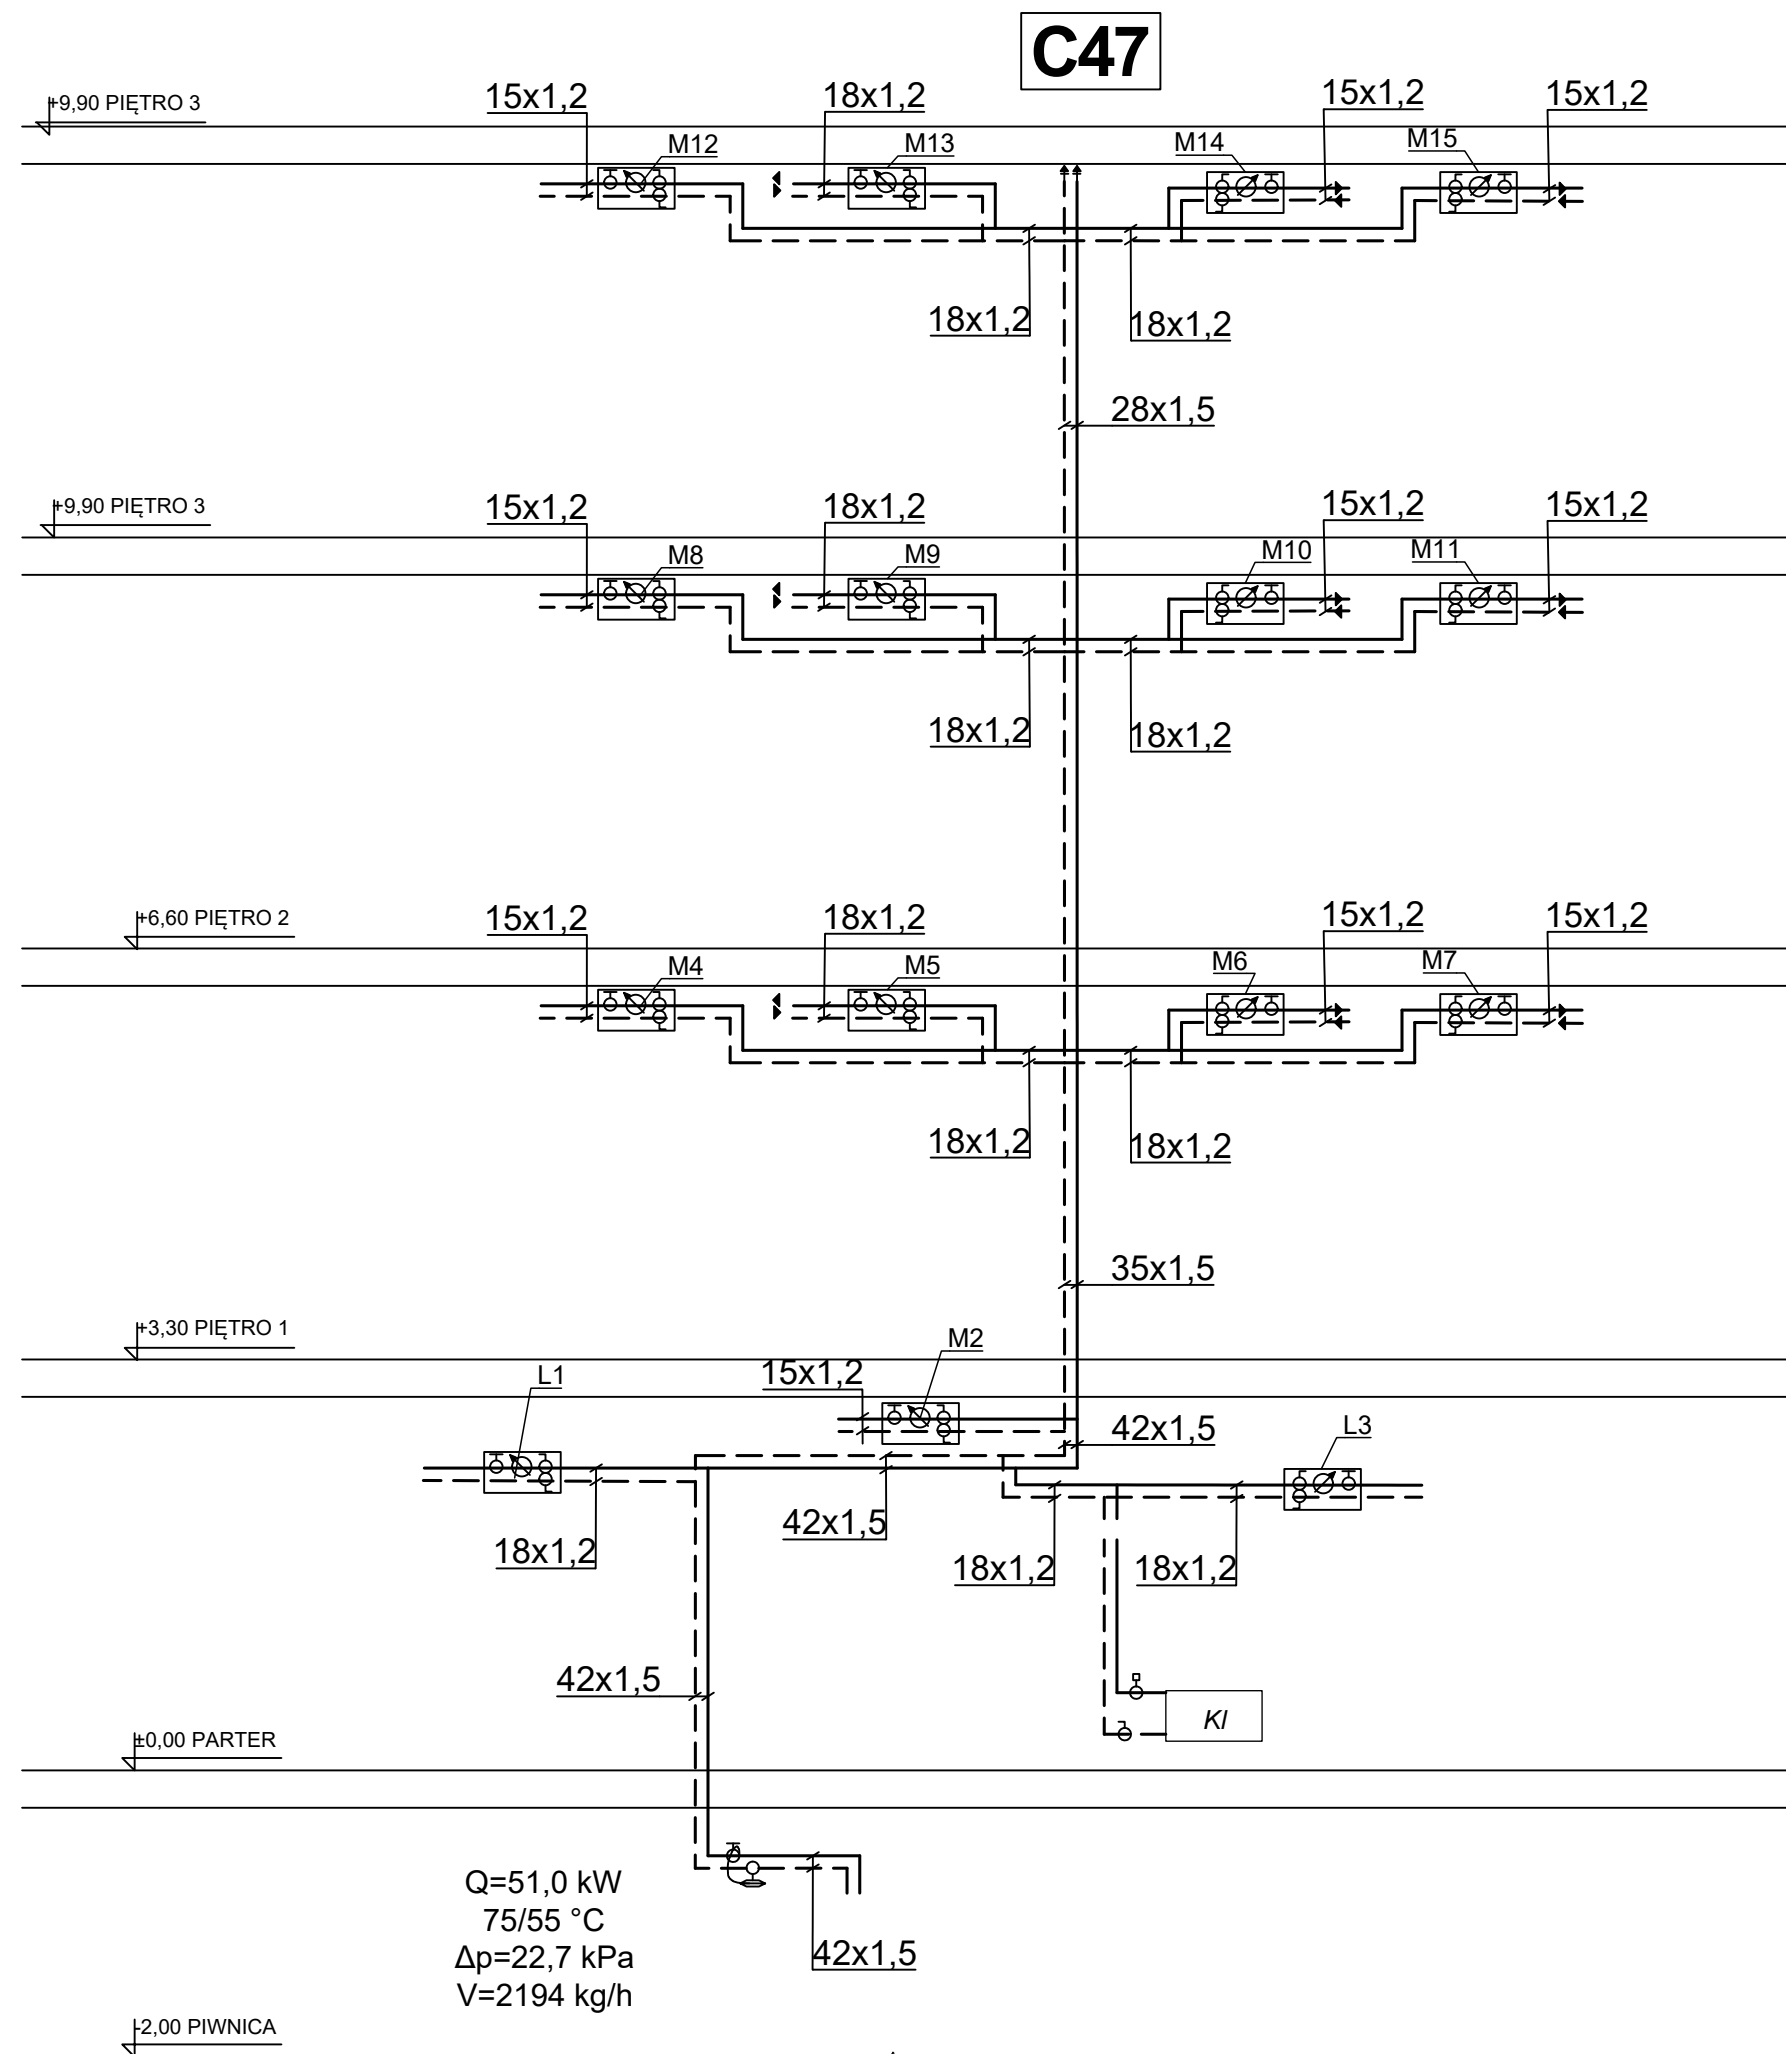 C47
+9,90 PIĘTRO 3
15x1,2
18x1,2
15x1,2
15x1,2
M12
M13
M14
M15
18x1,2
18x1,2
28x1,5
+9,90 PIĘTRO 3
15x1,2
18x1,2
15x1,2
15x1,2
M8
M9
M10
M11
18x1,2
18x1,2
+6,60 PIĘTRO 2
15x1,2
18x1,2
15x1,2
15x1,2
M4
M5
M6
M7
18x1,2
18x1,2
35x1,5
+3,30 PIĘTRO 1
M2
15x1,2
L1
42x1,5
L3
42x1,5
18x1,2
18x1,2
18x1,2
42x1,5
KI
±0,00 PARTER
Q=51,0 kW
75/55 °C
Δp=22,7 kPa
V=2194 kg/h
42x1,5
-2,00 PIWNICA